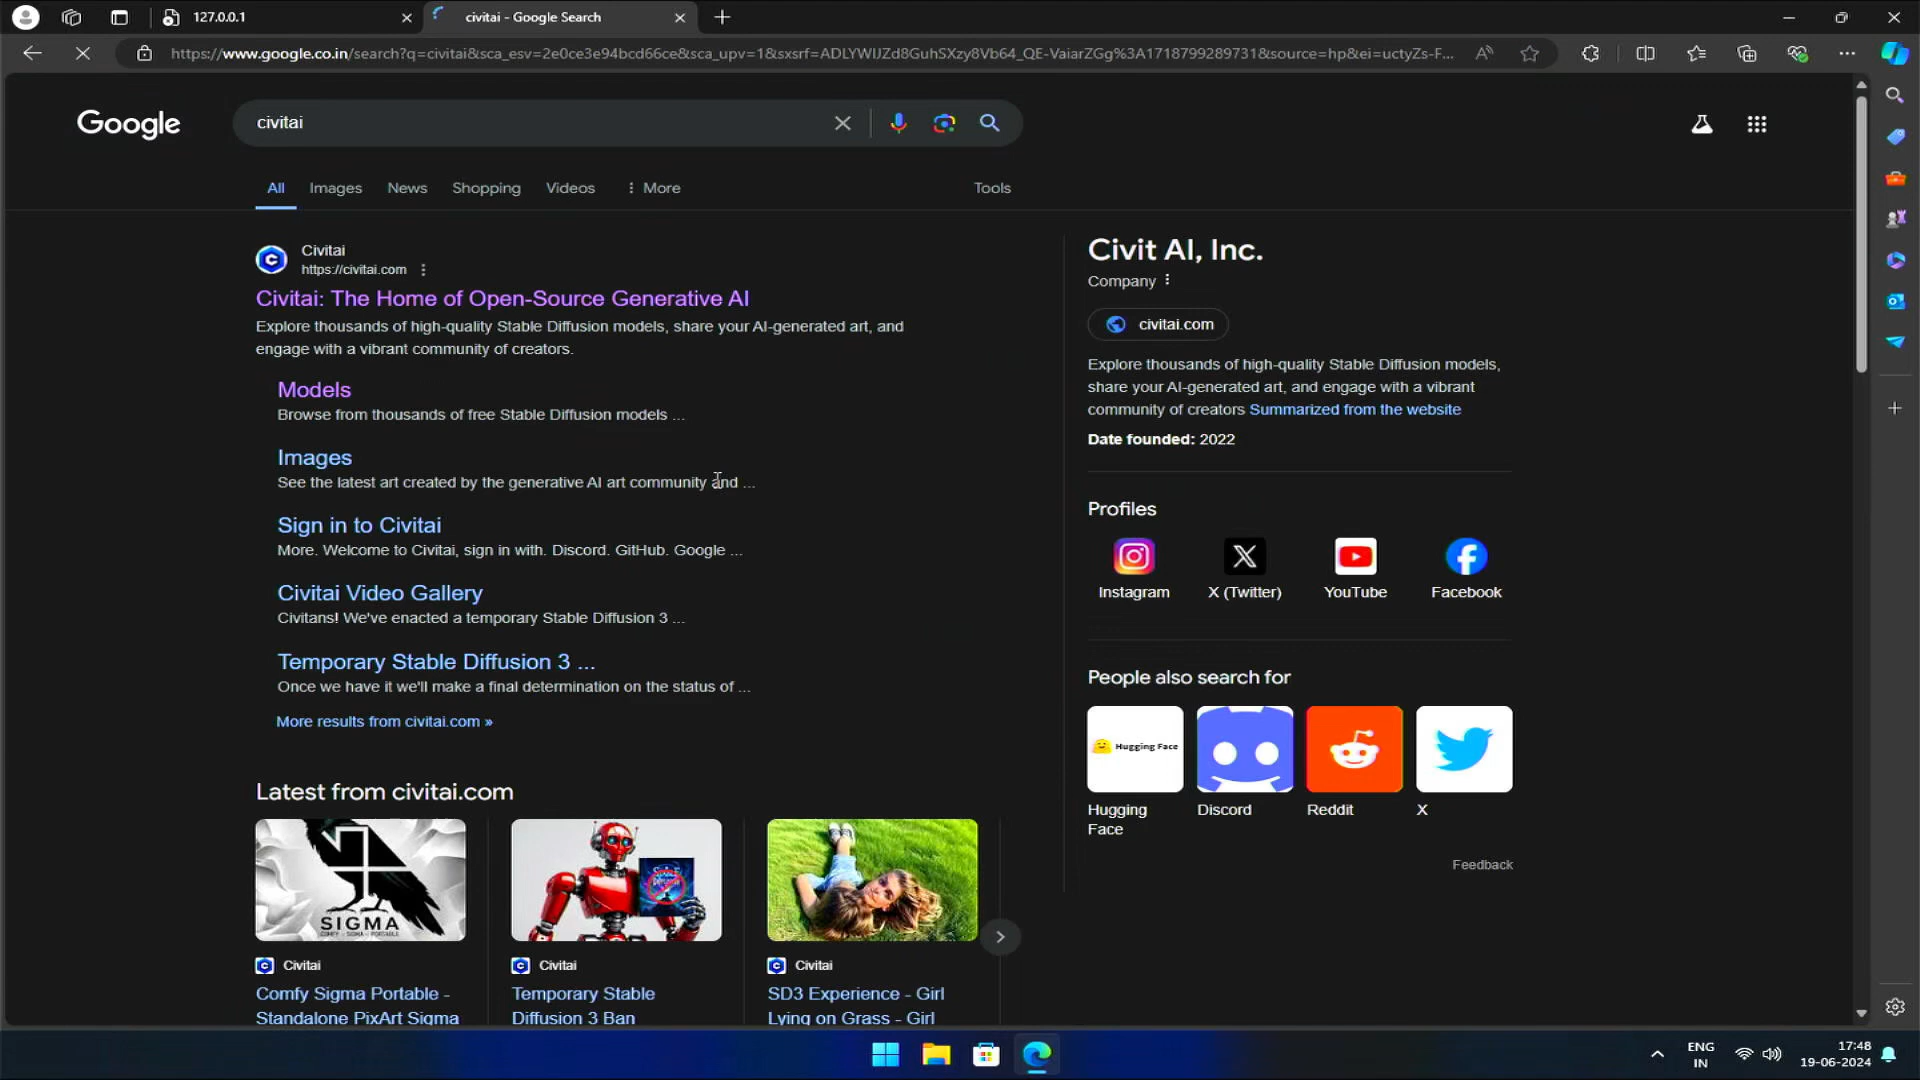 127.0.0.1
civitai - Google Search
https://www.google.co.in/search?q=civitai&sca_esv=2e0ce3e94bcd66ce&sca_upv=1&sxsrf=ADLYWIJZd8GuhSXzy8Vb64_QE-VaiarZGg%3A1718799289731&source=hp&ei=uctyZs-F...
Google
civitai
All
Images
News
Shopping
Videos
More
Tools
Civitai
https://civitai.com
Civitai: The Home of Open-Source Generative AI
Explore thousands of high-quality Stable Diffusion models, share your AI-generated art, and
engage with a vibrant community of creators.
Models
Browse from thousands of free Stable Diffusion models ...
Images
See the latest art created by the generative AI art community and ...
Sign in to Civitai
More. Welcome to Civitai, sign in with. Discord. GitHub. Google ...
Civitai Video Gallery
Civitans! We've enacted a temporary Stable Diffusion 3 ...
Temporary Stable Diffusion 3 ...
Once we have it we'll make a final determination on the status of ...
More results from civitai.com »
Latest from civitai.com
SIGMA
Civitai
Comfy Sigma Portable -
Standalone PixArt Sigma
Civitai
Temporary Stable
Diffusion 3 Ban
Civitai
SD3 Experience - Girl
Lying on Grass - Girl
Civit AI, Inc.
Company
civitai.com
Explore thousands of high-quality Stable Diffusion models,
share your AI-generated art, and engage with a vibrant
community of creators Summarized from the website
Date founded: 2022
Profiles
Instagram
X (Twitter)
YouTube
Facebook
People also search for
Hugging Face
Hugging
Face
Discord
Reddit
X
Feedback
ENG
IN
17:48
19-06-2024